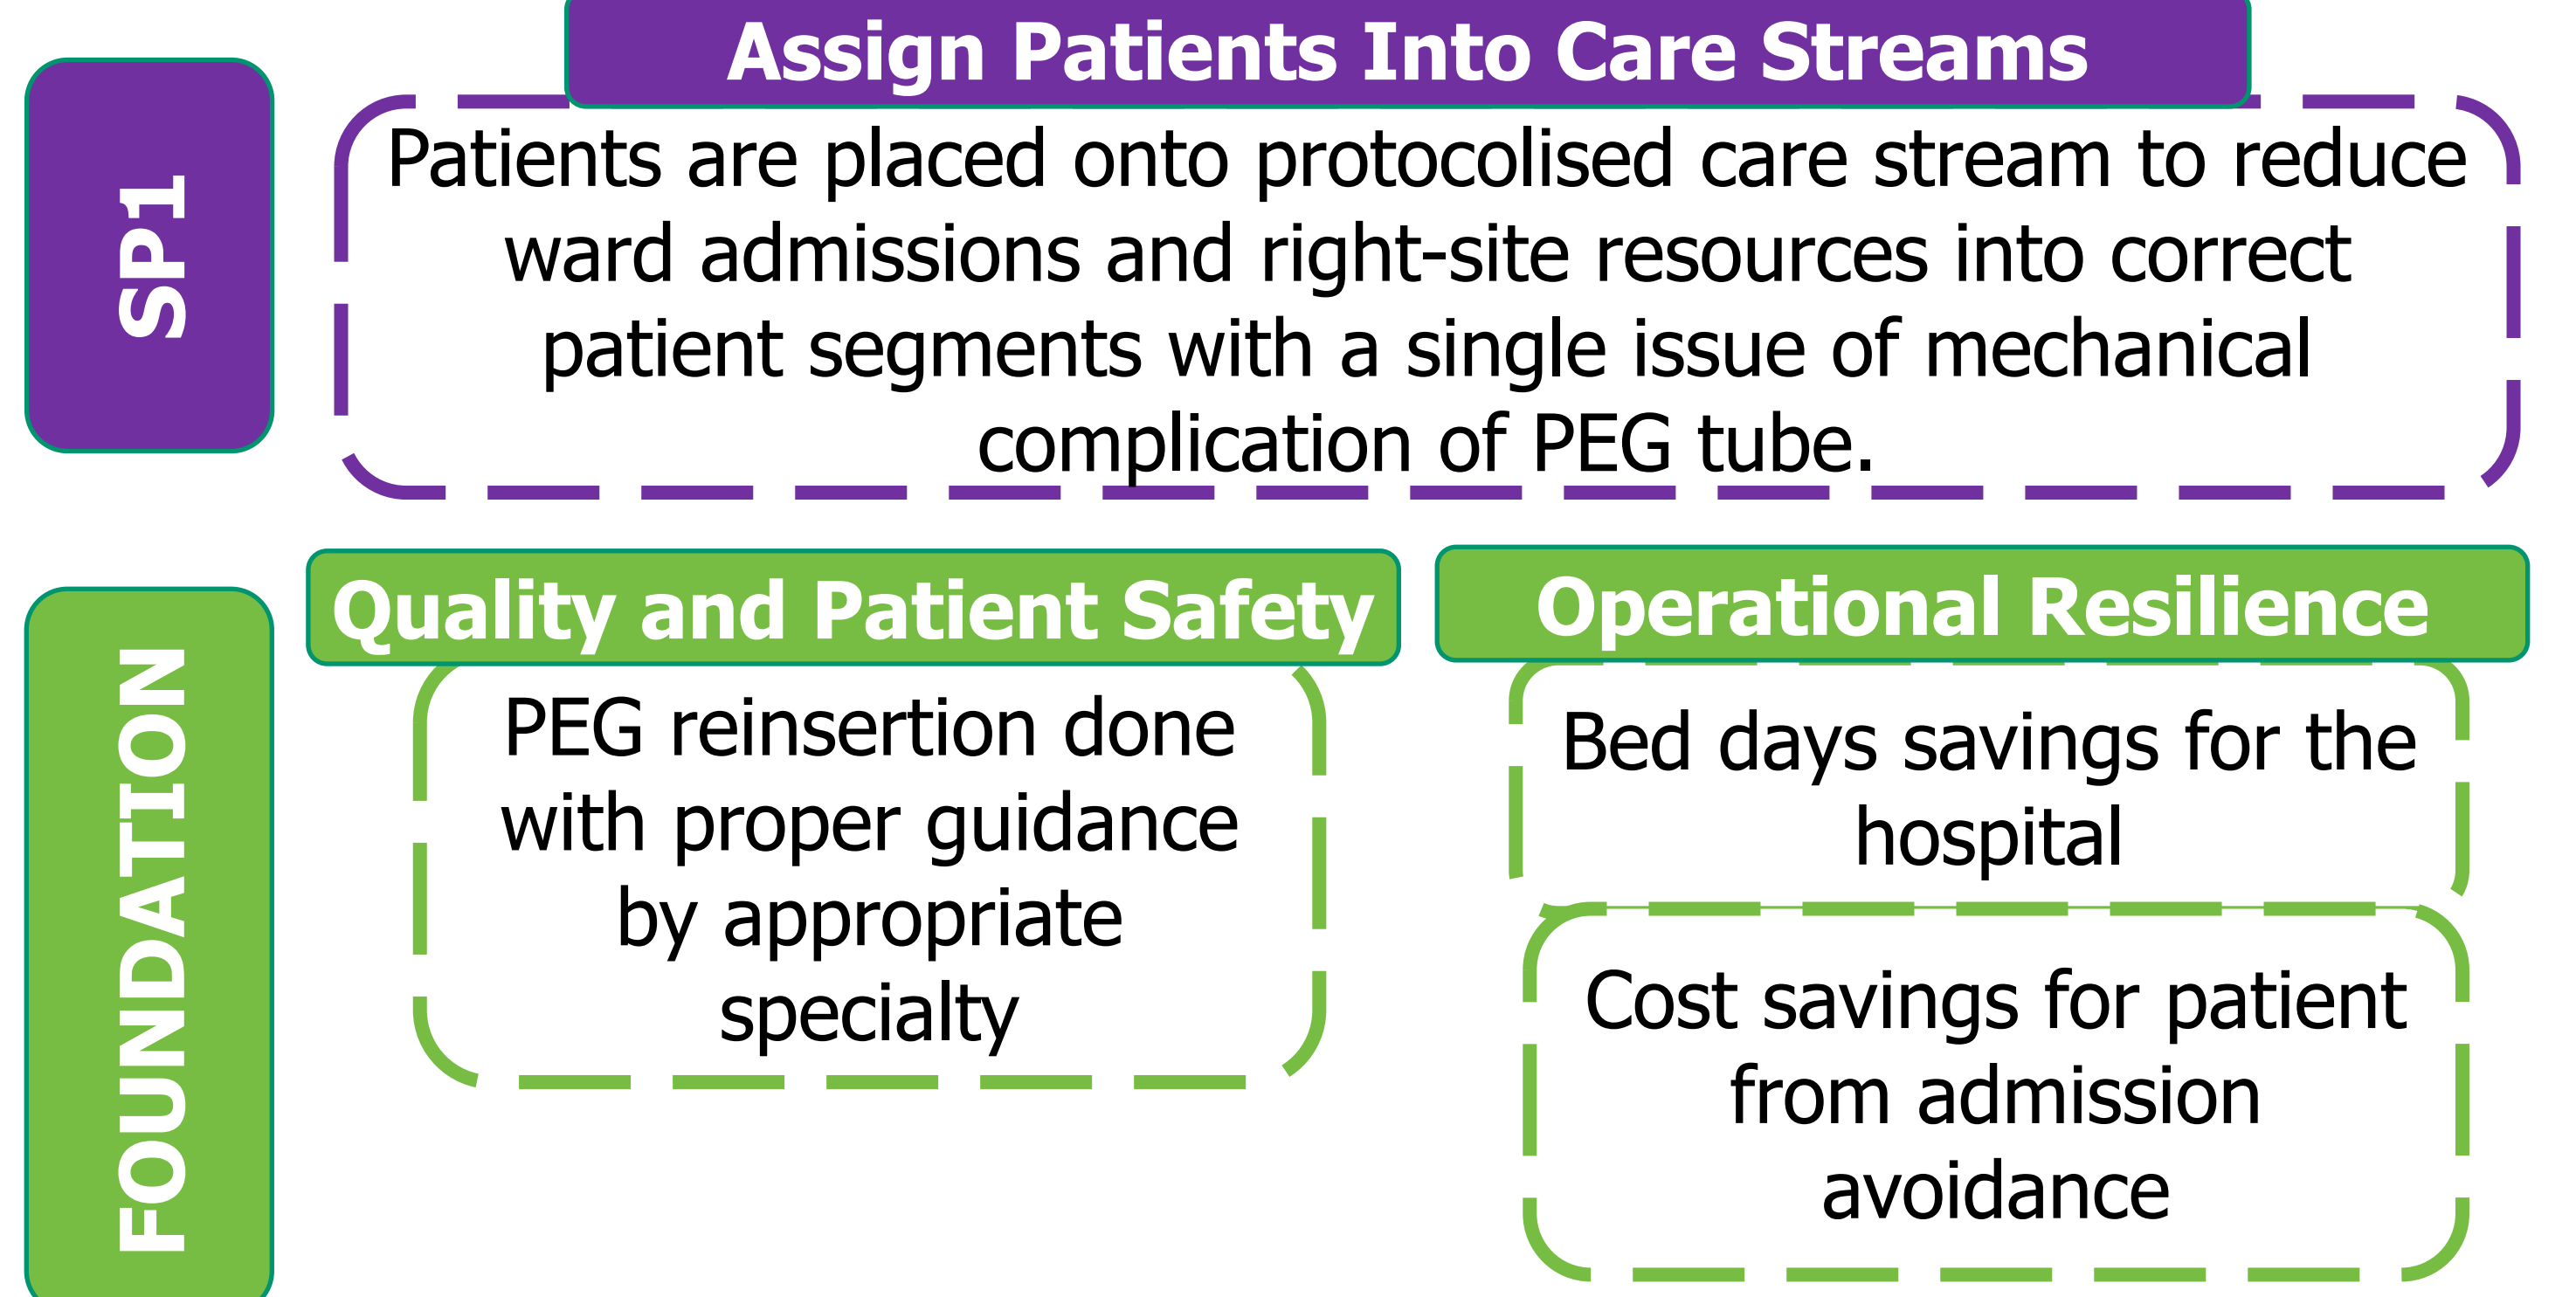 Assign Patients Into Care Streams
SP1
Patients are placed onto protocolised care stream to reduce
ward admissions and right-site resources into correct
patient segments with a single issue of mechanical
complication of PEG tube.
FOUNDATION
Quality and Patient Safety
PEG reinsertion done
with proper guidance
by appropriate
specialty
Operational Resilience
Bed days savings for the
hospital
Cost savings for patient
from admission
avoidance